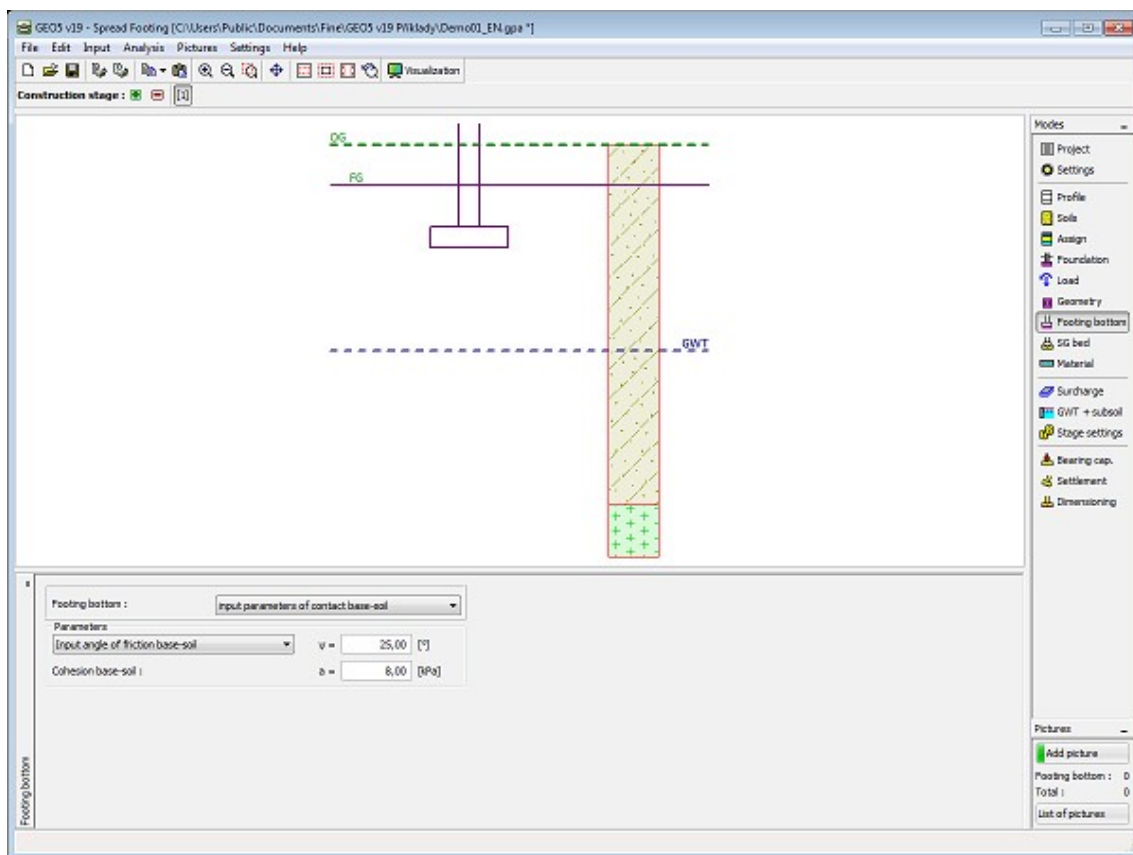 GEO5 v19 - Spread Footing [C:\Users\Public\Documents\Fine\GEO5 v19 Příklady\Demo01_EN.gpa *]
File Edit Input Analysis Pictures Settings Help
Visualization
Construction stage : [1]
OG
FG
GWT
Modes
Project
Settings
Profile
Soils
Assign
Foundation
Load
Geometry
Footing bottom
SG bed
Material
Surcharge
GWT + subsoil
Stage settings
Bearing cap.
Settlement
Dimensioning
Footing bottom : input parameters of contact base-soil
Parameters
Input angle of friction base-soil ψ = 25,00 [°]
Cohesion base-soil : a = 8,00 [kPa]
Footing bottom
Pictures
Add picture
Footing bottom : 0
Total : 0
List of pictures